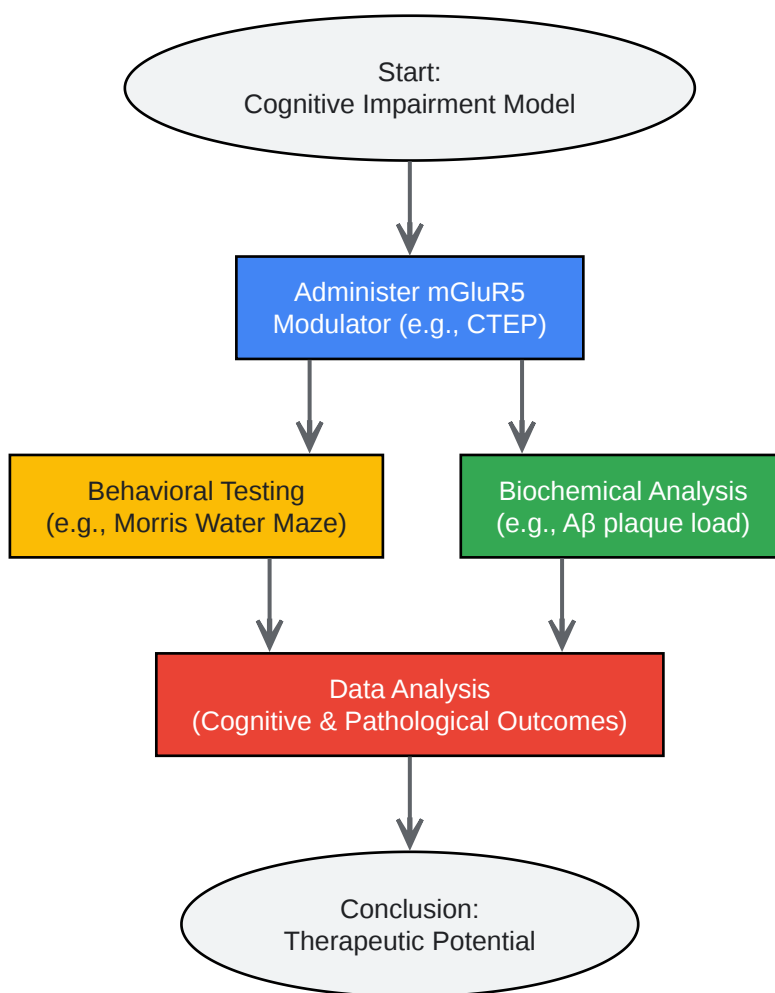 Start:
Cognitive Impairment Model
Administer mGluR5
Modulator (e.g., CTEP)
Behavioral Testing
(e.g., Morris Water Maze)
Biochemical Analysis
(e.g., Aβ plaque load)
Data Analysis
(Cognitive & Pathological Outcomes)
Conclusion:
Therapeutic Potential